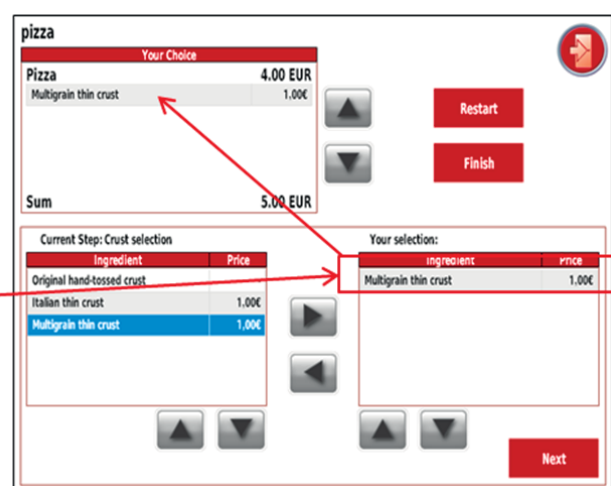 pizza
Your Choice
Pizza 4.00 EUR
Multigrain thin crust 1.00€
Restart
Finish
Sum 5.00 EUR
Current Step: Crust selection
Your selection:
Ingredient Price
Ingredient Price
Original hand-tossed crust
Multigrain thin crust 1.00€
Italian thin crust 1.00€
Multigrain thin crust 1,00€
Next